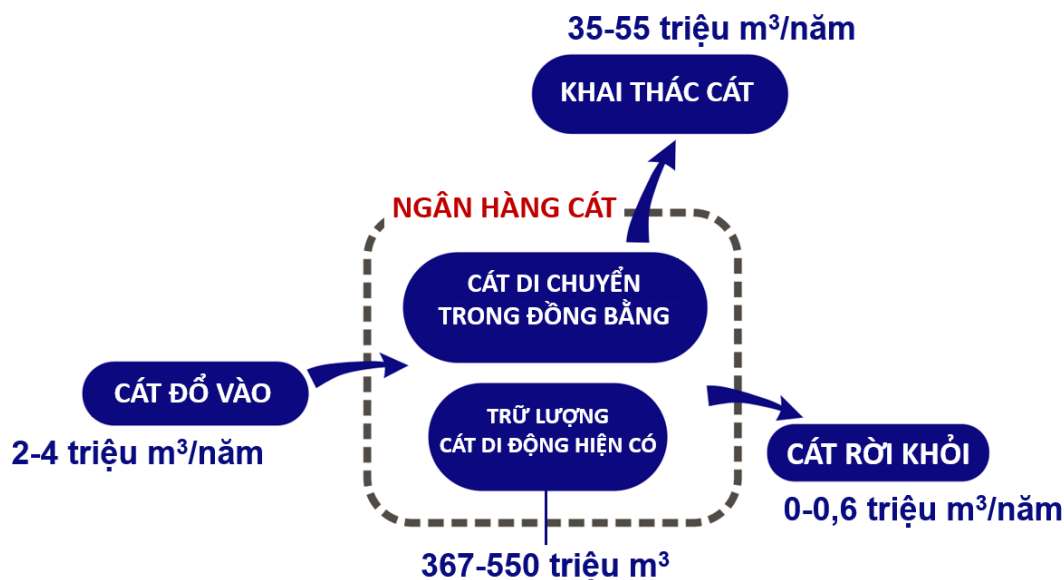 35-55 triệu m³/năm
KHAI THÁC CÁT
NGÂN HÀNG CÁT
CÁT DI CHUYỂN
TRONG ĐỒNG BẰNG
CÁT ĐỔ VÀO
2-4 triệu m³/năm
TRỮ LƯỢNG
CÁT DI ĐỘNG HIỆN CÓ
CÁT RỜI KHỎI
0-0,6 triệu m³/năm
367-550 triệu m³